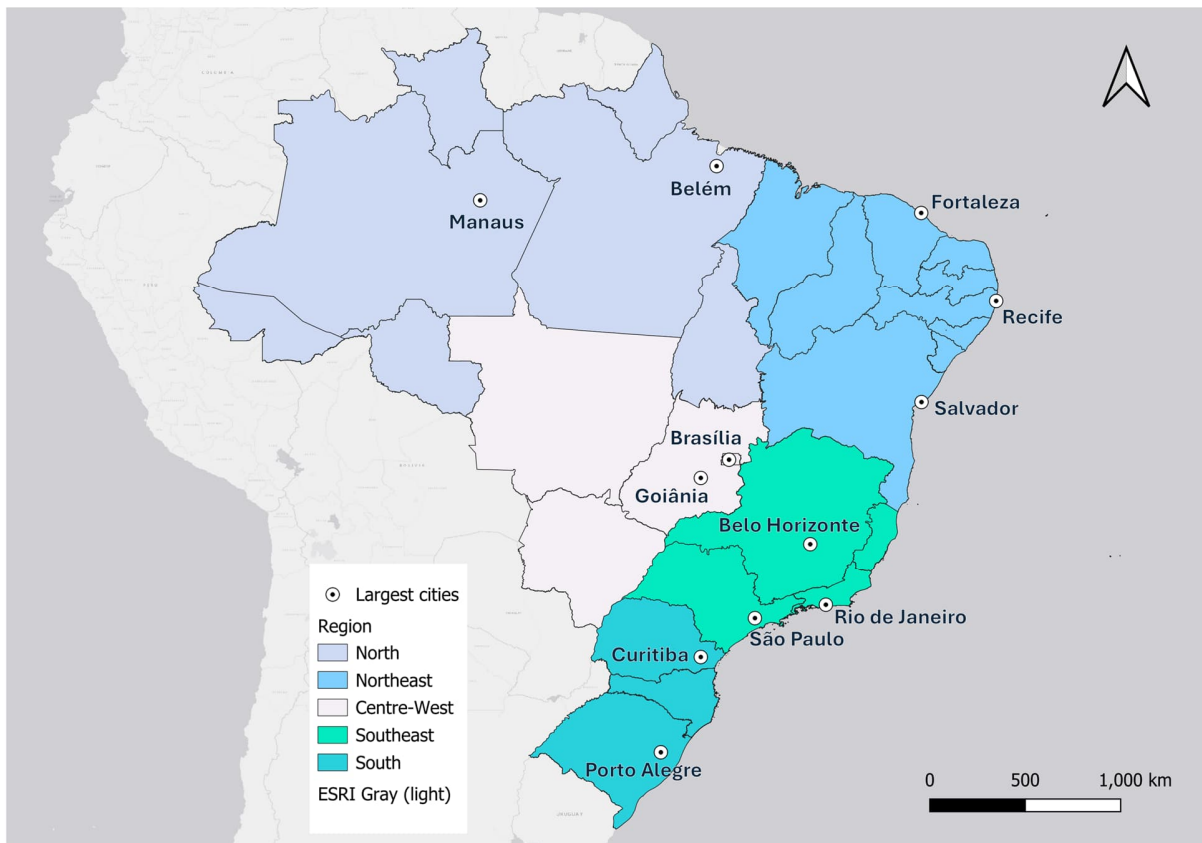 Belém
Manaus
Fortaleza
Recife
Salvador
Brasília
Goiânia
Belo Horizonte
Rio de Janeiro
São Paulo
Curitiba
Porto Alegre
Largest cities
Region
North
Northeast
Centre-West
Southeast
South
ESRI Gray (light)
0 500 1,000 km
URUGUAY